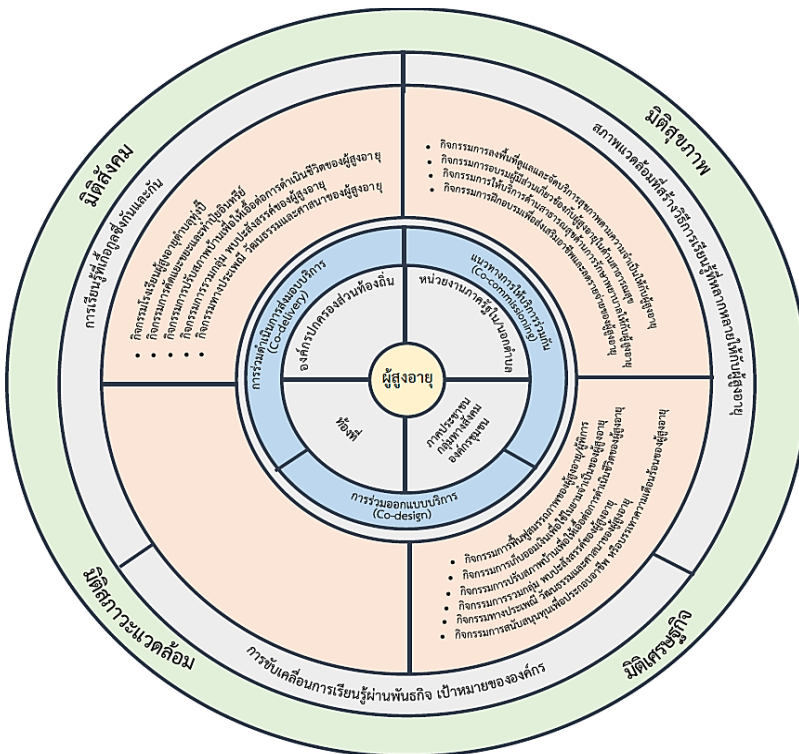 มิติสังคม
มิติสุขภาพ
มิติสภาวะแวดล้อม
มิติเศรษฐกิจ
การเรียนรู้ที่เกื้อกูลซึ่งกันและกัน
สภาพแวดล้อมที่สร้างวิธีการเรียนรู้ที่หลากหลายให้กับผู้สูงอายุ
การขับเคลื่อนการเรียนรู้ผ่านพันธกิจ เป้าหมายขององค์กร
• กิจกรรมโรงเรียนผู้สูงอายุตำบลทุ่งปี้
• กิจกรรมการคัดแยะขยะและทำปุ๋ยอินทรีย์
• กิจกรรมการปรับสภาพบ้านเพื่อให้เอื้อต่อการดำเนินชีวิตของผู้สูงอายุ
• กิจกรรมการรวมกลุ่ม พบปะสังสรรค์ของผู้สูงอายุ
• กิจกรรมทางประเพณี วัฒนธรรมและศาสนาของผู้สูงอายุ
• กิจกรรมการลงพื้นที่ดูแลและจัดบริการสุขภาพตามความจำเป็นให้กับผู้สูงอายุ
• กิจกรรมการอบรมผู้มีส่วนเกี่ยวข้องกับผู้สูงอายุในด้านสาธารณสุข
• กิจกรรมการให้บริการด้านสาธารณสุขด้านการรักษาพยาบาลให้กับผู้สูงอายุ
• กิจกรรมการฝึกอบรมเพื่อส่งเสริมอาชีพและลดรายจ่ายของผู้สูงอายุ
• กิจกรรมการฟื้นฟูสมรรถภาพของผู้สูงอายุ/ผู้พิการ
• กิจกรรมการเก็บออมเงินเพื่อใช้ในยามจำเป็นของผู้สูงอายุ
• กิจกรรมการปรับสภาพบ้านเพื่อให้เอื้อต่อการดำเนินชีวิตของผู้สูงอายุ
• กิจกรรมการรวมกลุ่ม พบปะสังสรรค์ของผู้สูงอายุ
• กิจกรรมทางประเพณี วัฒนธรรมและศาสนาของผู้สูงอายุ
• กิจกรรมการสนับสนุนทุนเพื่อประกอบอาชีพ หรือบรรเทาความเดือนร้อนของผู้สูงอายุ
การร่วมดำเนินการส่งมอบบริการ
(Co-delivery)
แนวทางการให้บริการร่วมกัน
(Co-commissioning)
การร่วมออกแบบบริการ
(Co-design)
องค์กรปกครองส่วนท้องถิ่น
หน่วยงานภาครัฐใน/นอกตำบล
ผู้สูงอายุ
ท้องที่
ภาคประชาชน
กลุ่มทางสังคม
องค์กรชุมชน